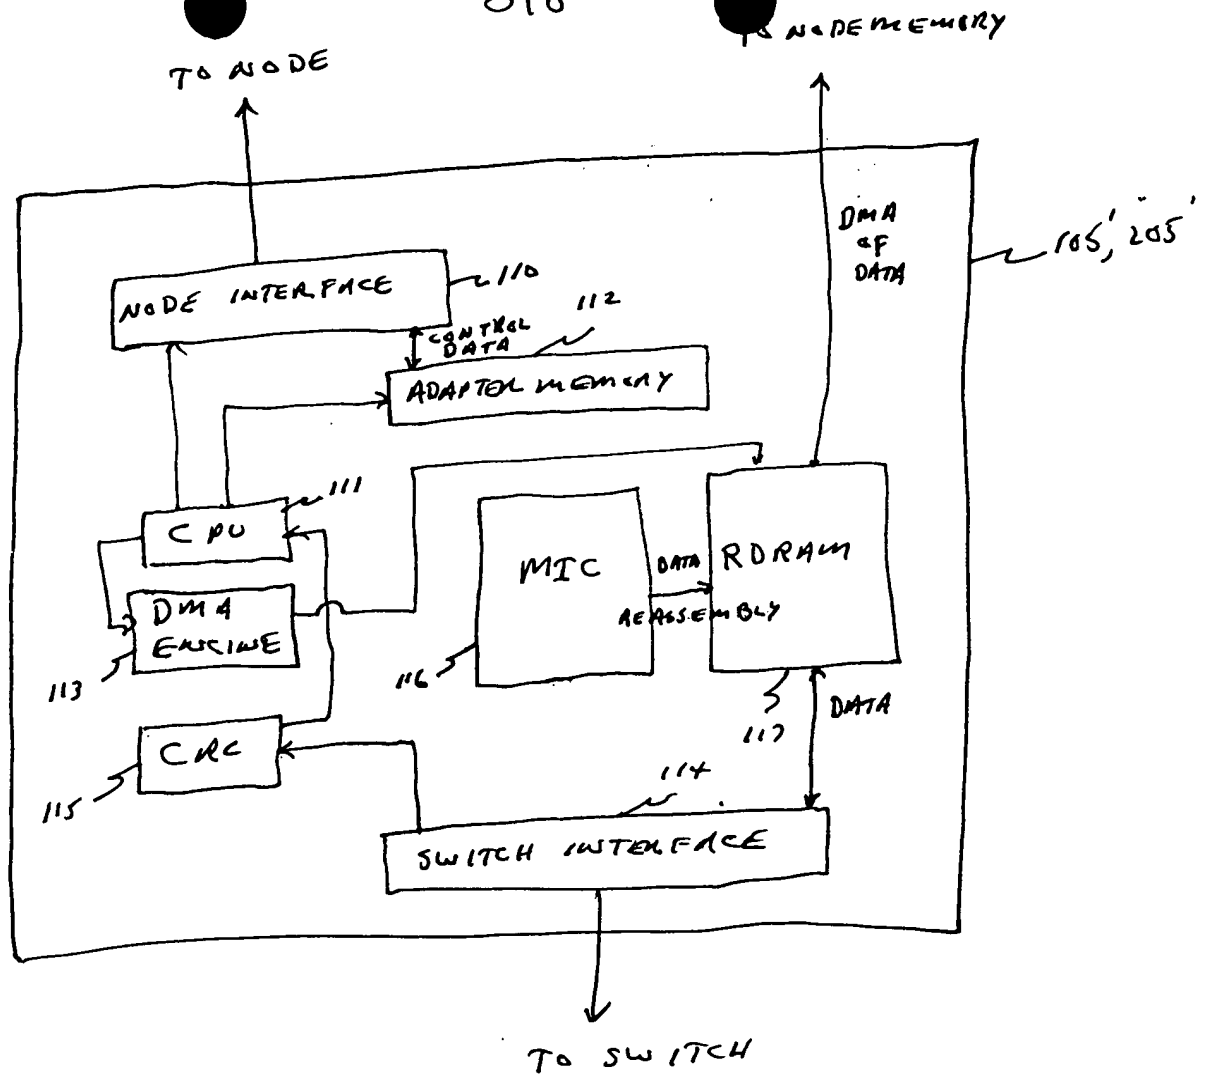 TO NODE MEMORY
TO NODE
DMA
OF
DATA
105', 205'
NODE INTERFACE
110
112
CONTROL
DATA
ADAPTER MEMORY
111
CPU
MIC
DATA
RDRAM
REASSEMBLY
DMA
ENGINE
113
116
117
DATA
CRC
115
114
SWITCH INTERFACE
TO SWITCH